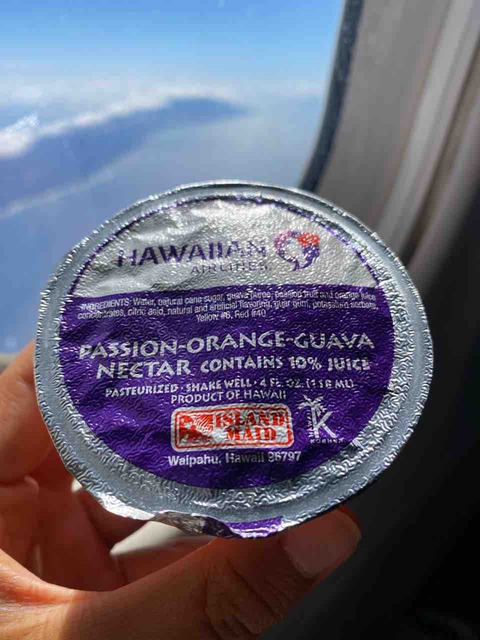 HAWAIIAN
AIRLINES
INGREDIENTS: Water, natural cane sugar, guava puree, passion fruit and orange juice
concentrates, citric acid, natural and artificial flavoring, guar gum, potassium sorbate,
Yellow #6, Red #40
PASSION-ORANGE-GUAVA
NECTAR CONTAINS 10% JUICE
PASTEURIZED • SHAKE WELL • 4 FL. OZ. (118 ML)
PRODUCT OF HAWAII
ISLAND
MAID
K
KOSHER
Waipahu, Hawaii 96797